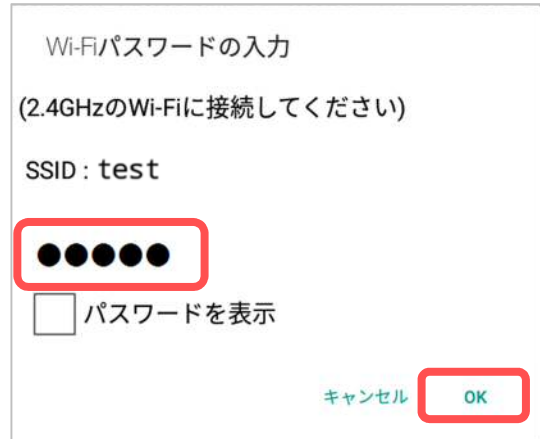 Wi-Fiパスワードの入力
(2.4GHzのWi-Fiに接続してください)
SSID : test
●●●●●
パスワードを表示
キャンセル OK